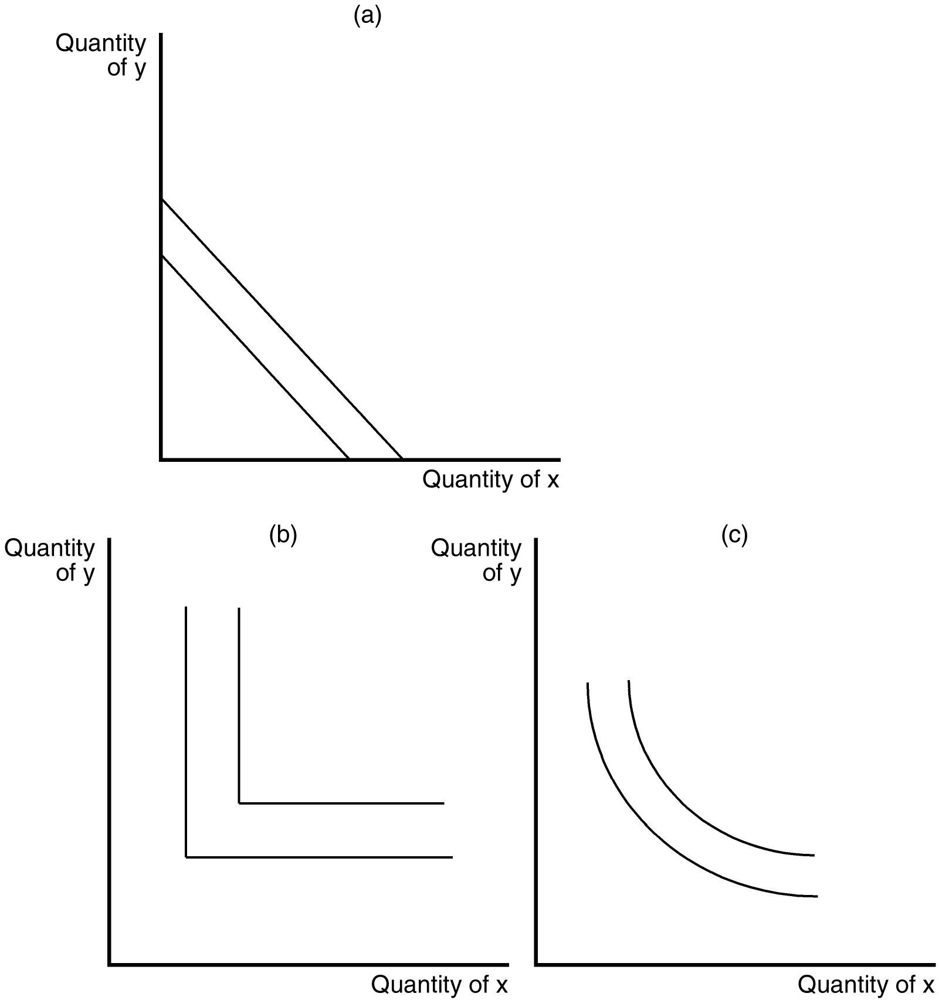 (a)
Quantity
of y
Quantity of x
(b)
Quantity
of y
Quantity of x
(c)
Quantity
of y
Quantity of x